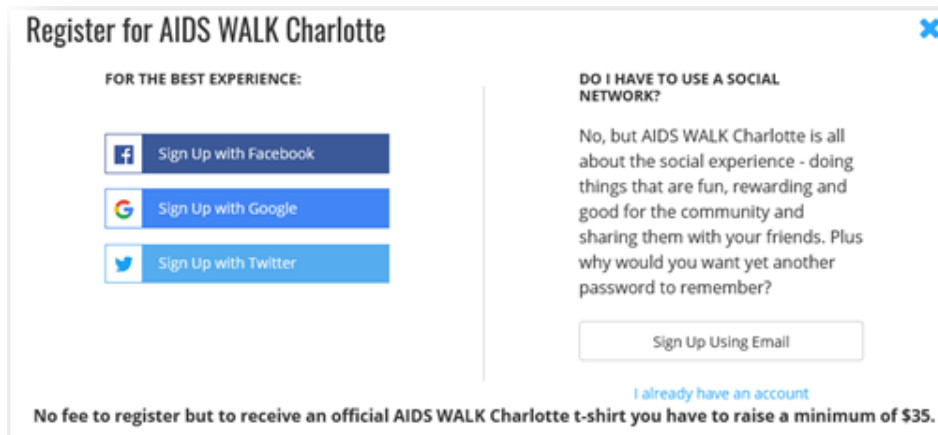 Register for AIDS WALK Charlotte
FOR THE BEST EXPERIENCE:
Sign Up with Facebook
Sign Up with Google
Sign Up with Twitter
DO I HAVE TO USE A SOCIAL
NETWORK?
No, but AIDS WALK Charlotte is all
about the social experience - doing
things that are fun, rewarding and
good for the community and
sharing them with your friends. Plus
why would you want yet another
password to remember?
Sign Up Using Email
I already have an account
No fee to register but to receive an official AIDS WALK Charlotte t-shirt you have to raise a minimum of $35.